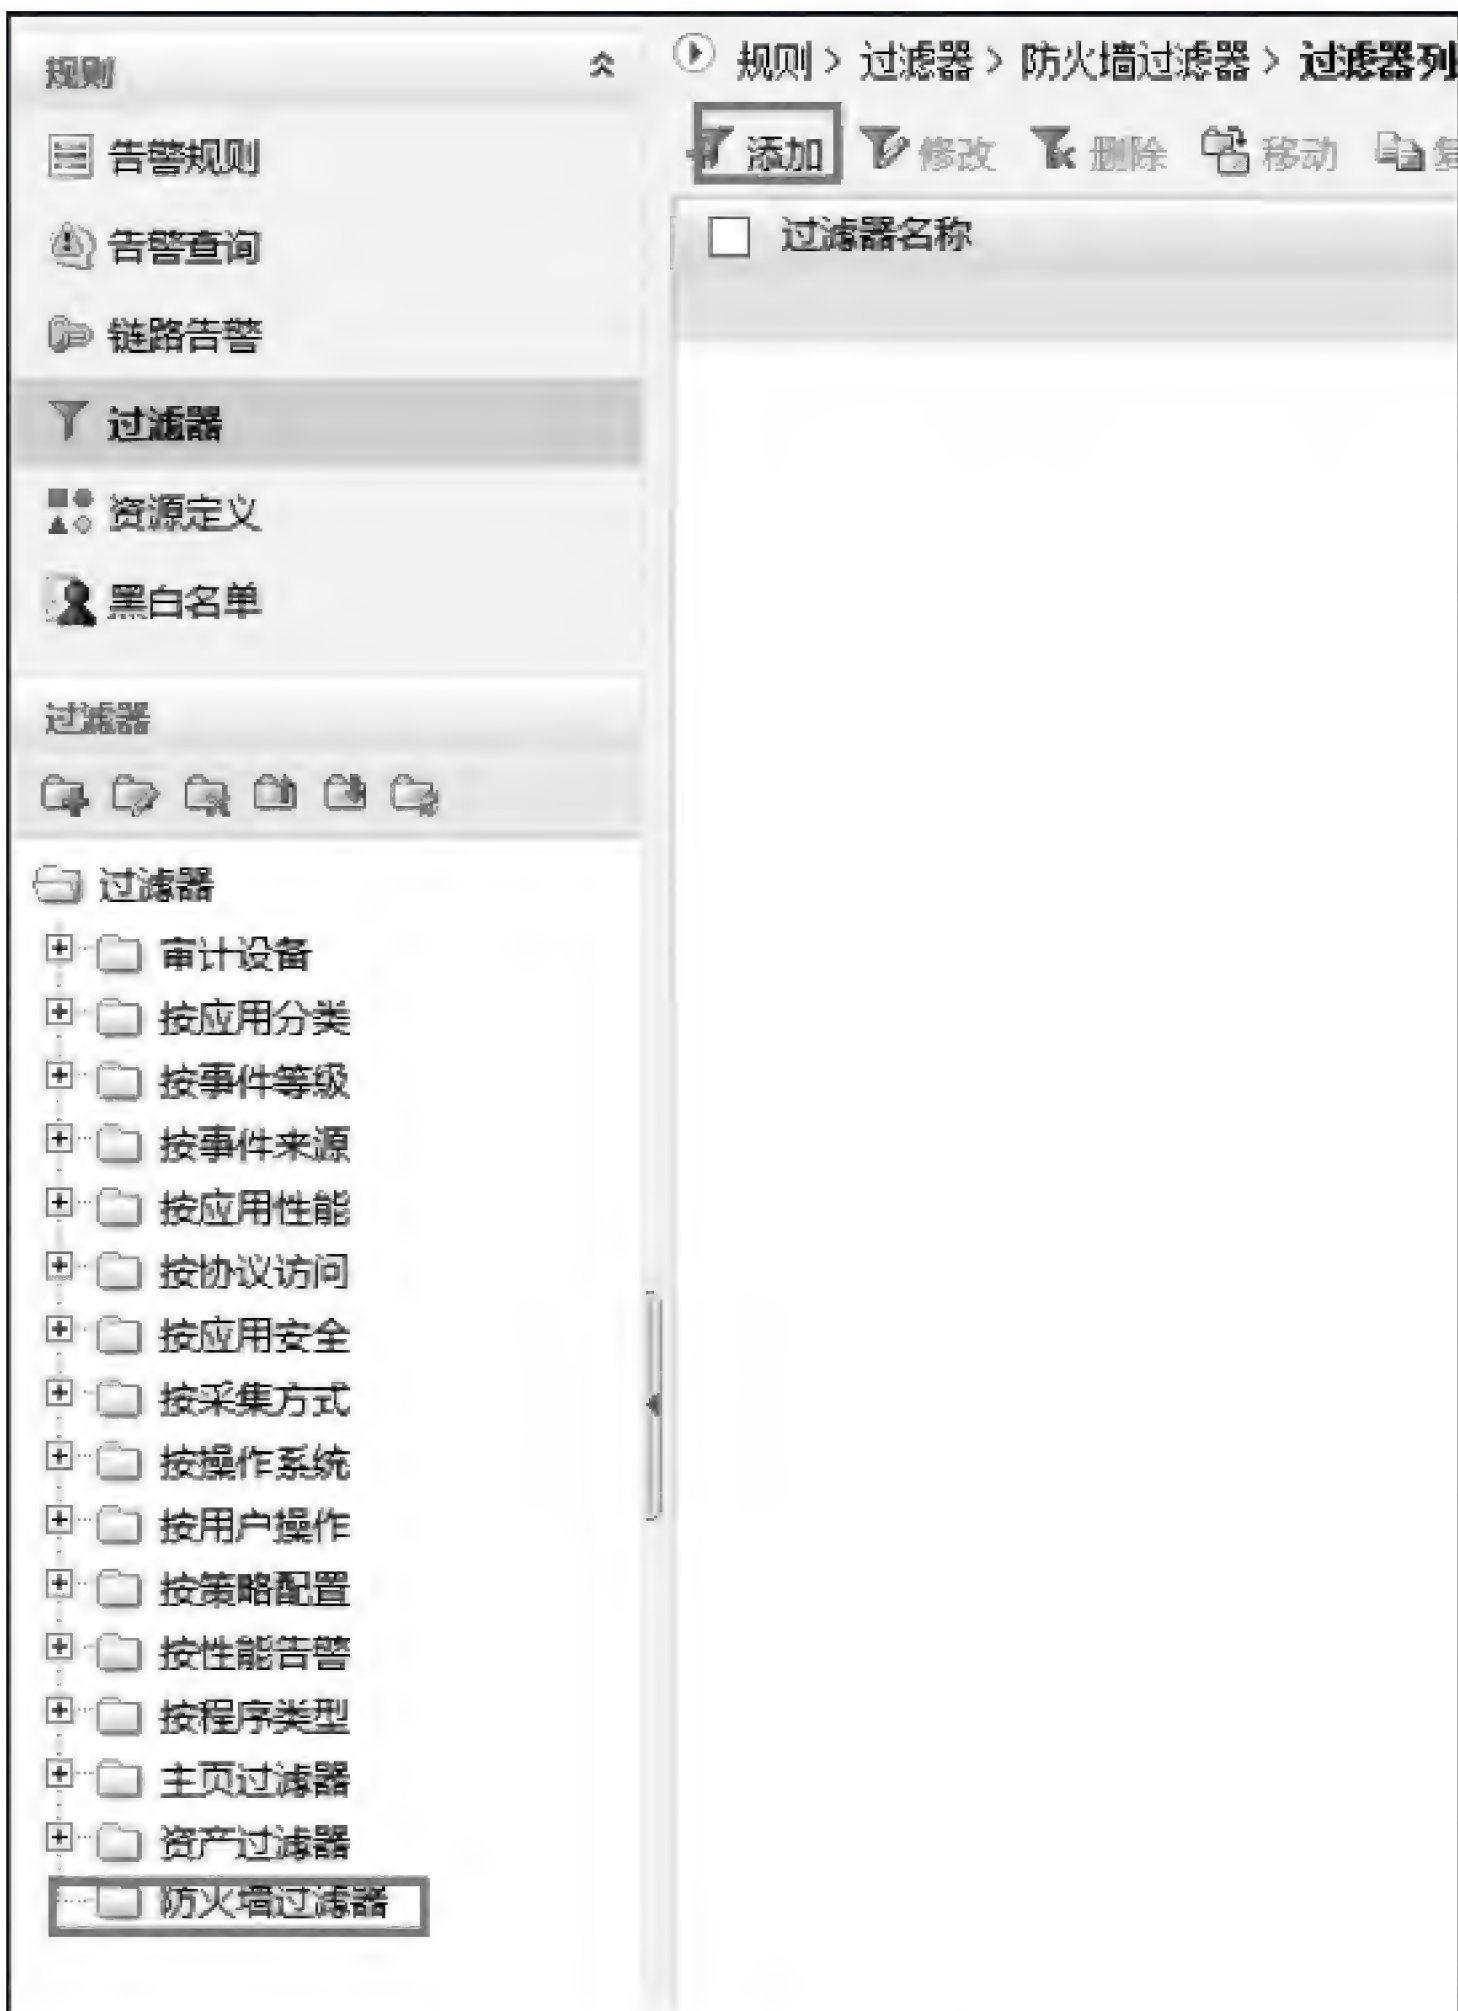 规则
告警规则
告警查询
链路告警
过滤器
资源定义
黑白名单
过滤器
过滤器
审计设备
按应用分类
按事件等级
按事件来源
按应用性能
按协议访问
按应用安全
按采集方式
按操作系统
按用户操作
按策略配置
按性能告警
按程序类型
主页过滤器
资产过滤器
防火墙过滤器
规则 > 过滤器 > 防火墙过滤器 > 过滤器列
添加 修改 删除 移动
过滤器名称